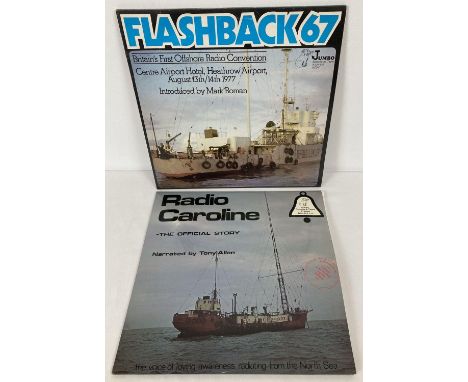 FLASHBACK 67
JUMBO
Britain's First Offshore Radio Convention
Centre Airport Hotel, Heathrow Airport,
August 13th/14th 1977
Introduced by Mark Roman
Radio
Caroline
-THE OFFICIAL STORY
Narrated by Tony Allan
the voice of loving awareness radiating from the North Sea